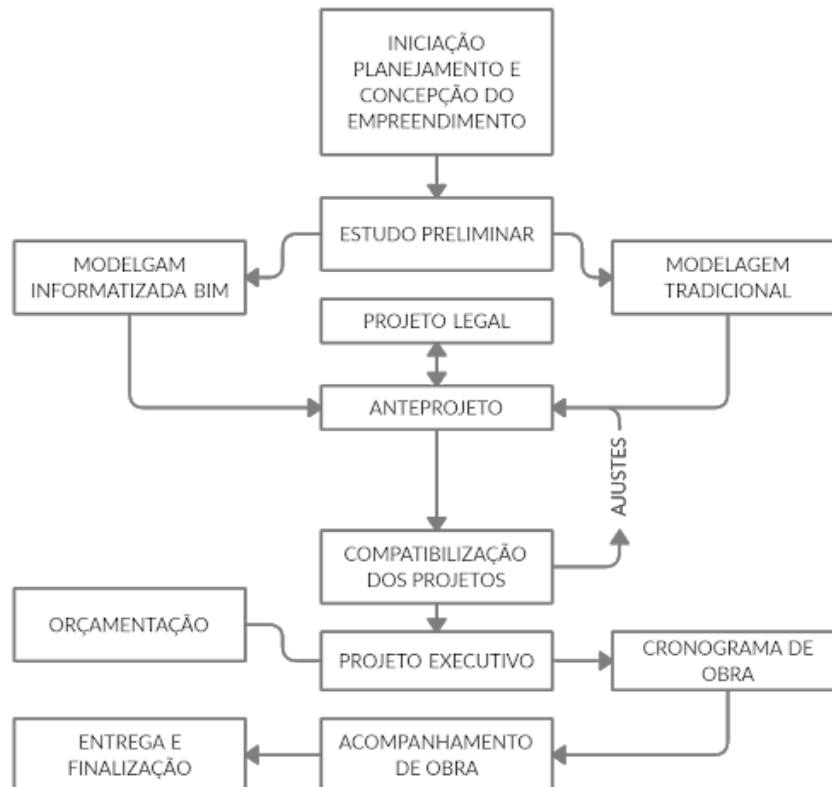 INICIAÇÃO
PLANEJAMENTO E
CONCEPÇÃO DO
EMPREENDIMENTO
ESTUDO PRELIMINAR
MODELGAM
INFORMATIZADA BIM
MODELAGEM
TRADICIONAL
PROJETO LEGAL
ANTEPROJETO
AJUSTES
COMPATIBILIZAÇÃO
DOS PROJETOS
ORÇAMENTAÇÃO
PROJETO EXECUTIVO
CRONOGRAMA DE
OBRA
ENTREGA E
FINALIZAÇÃO
ACOMPANHAMENTO
DE OBRA